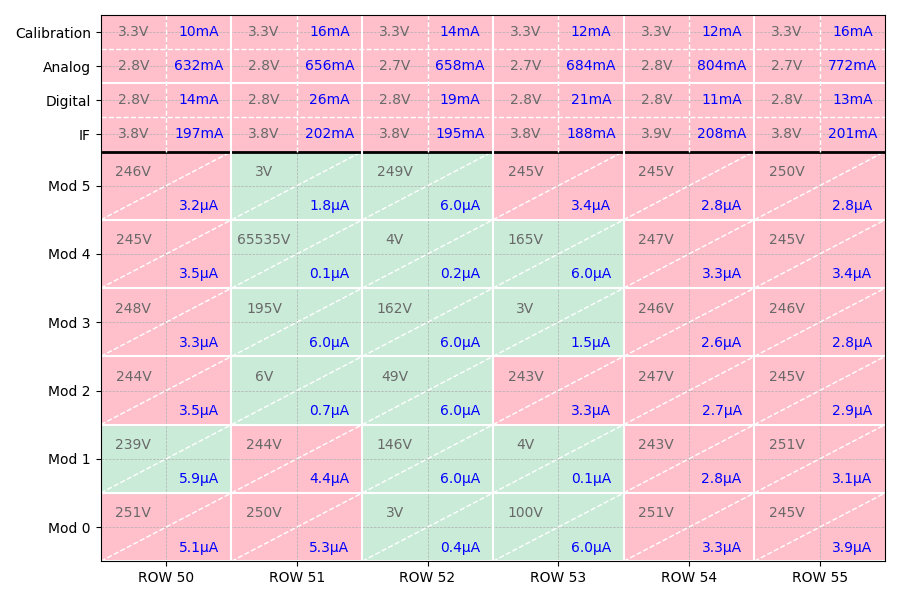 Calibration 3.3V 10mA 3.3V 16mA 3.3V 14mA 3.3V 12mA 3.3V 12mA 3.3V 16mA
Analog 2.8V 632mA 2.8V 656mA 2.7V 658mA 2.7V 684mA 2.8V 804mA 2.7V 772mA
Digital 2.8V 14mA 2.8V 26mA 2.8V 19mA 2.8V 21mA 2.8V 11mA 2.8V 13mA
IF 3.8V 197mA 3.8V 202mA 3.8V 195mA 3.8V 188mA 3.9V 208mA 3.8V 201mA
246V 3V 249V 245V 245V 250V
Mod 5
3.2μA 1.8μA 6.0μA 3.4μA 2.8μA 2.8μA
245V 65535V 4V 165V 247V 245V
Mod 4
3.5μA 0.1μA 0.2μA 6.0μA 3.3μA 3.4μA
248V 195V 162V 3V 246V 246V
Mod 3
3.3μA 6.0μA 6.0μA 1.5μA 2.6μA 2.8μA
244V 6V 49V 243V 247V 245V
Mod 2
3.5μA 0.7μA 6.0μA 3.3μA 2.7μA 2.9μA
239V 244V 146V 4V 243V 251V
Mod 1
5.9μA 4.4μA 6.0μA 0.1μA 2.8μA 3.1μA
251V 250V 3V 100V 251V 245V
Mod 0
5.1μA 5.3μA 0.4μA 6.0μA 3.3μA 3.9μA
ROW 50 ROW 51 ROW 52 ROW 53 ROW 54 ROW 55